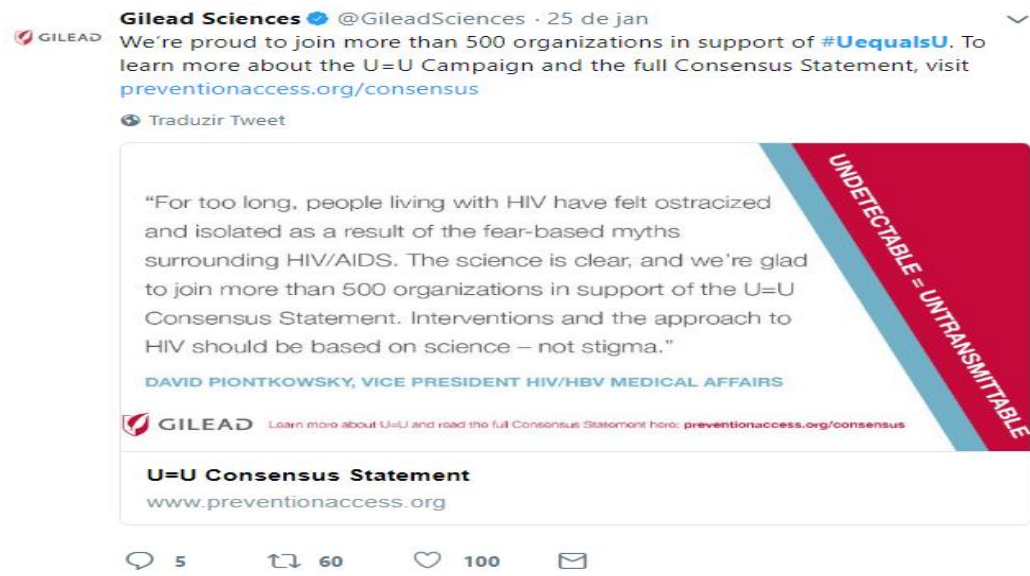 Gilead Sciences @GileadSciences · 25 de jan
GILEAD
We're proud to join more than 500 organizations in support of #UequalsU. To
learn more about the U=U Campaign and the full Consensus Statement, visit
preventionaccess.org/consensus
Traduzir Tweet
"For too long, people living with HIV have felt ostracized
and isolated as a result of the fear-based myths
surrounding HIV/AIDS. The science is clear, and we're glad
to join more than 500 organizations in support of the U=U
Consensus Statement. Interventions and the approach to
HIV should be based on science – not stigma."
DAVID PIONTKOWSKY, VICE PRESIDENT HIV/HBV MEDICAL AFFAIRS
UNDETECTABLE = UNTRANSMITTABLE
GILEAD Learn more about U=U and read the full Consensus Statement here: preventionaccess.org/consensus
U=U Consensus Statement
www.preventionaccess.org
5 60 100